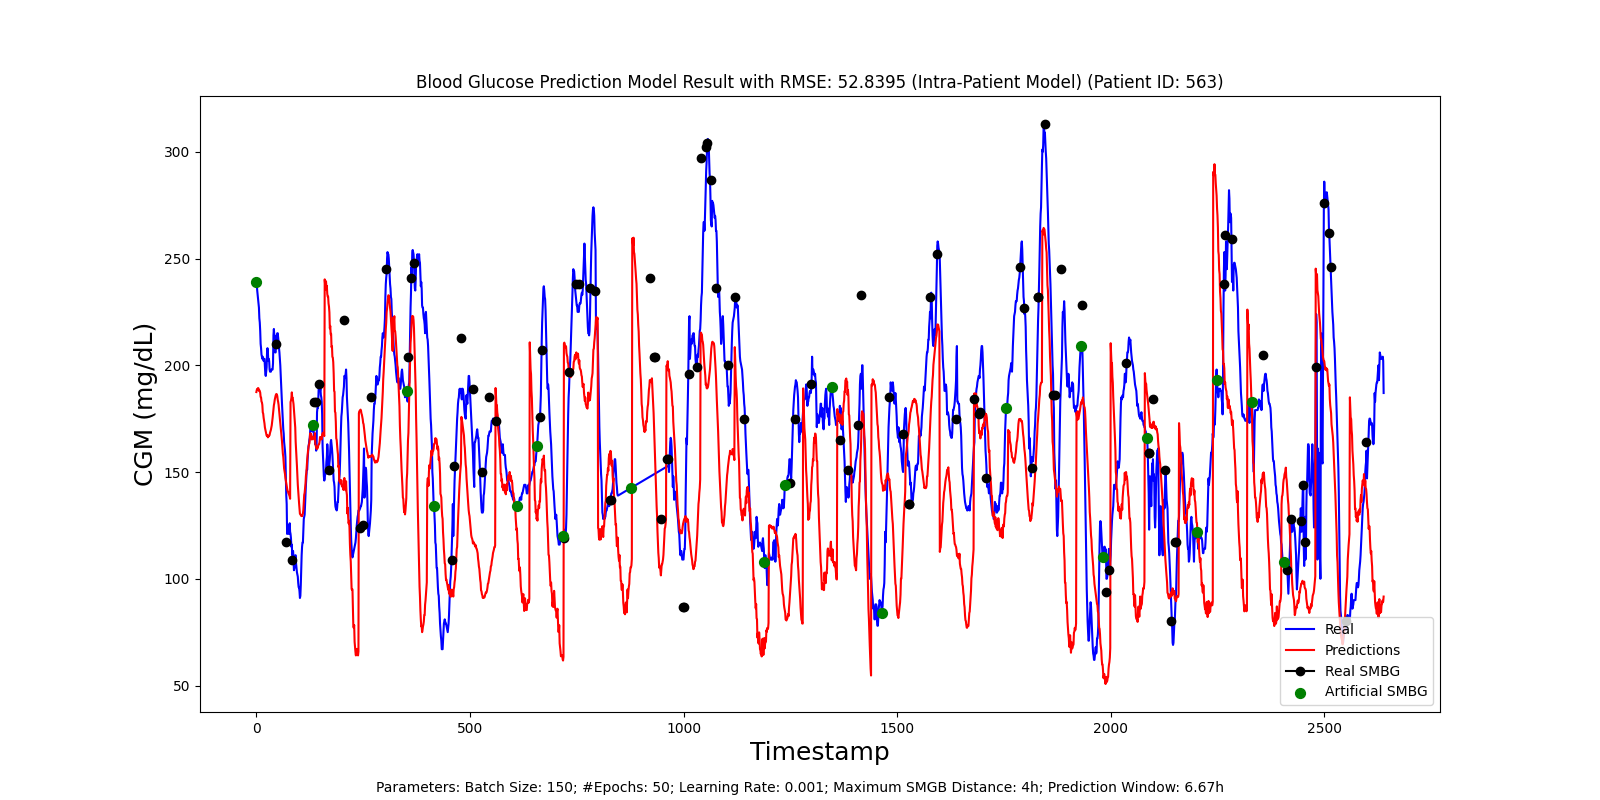 Blood Glucose Prediction Model Result with RMSE: 52.8395 (Intra-Patient Model) (Patient ID: 563)
CGM (mg/dL)
300
250
200
150
100
50
0 500 1000 1500 2000 2500
Timestamp
Real
Predictions
Real SMBG
Artificial SMBG
Parameters: Batch Size: 150; #Epochs: 50; Learning Rate: 0.001; Maximum SMGB Distance: 4h; Prediction Window: 6.67h